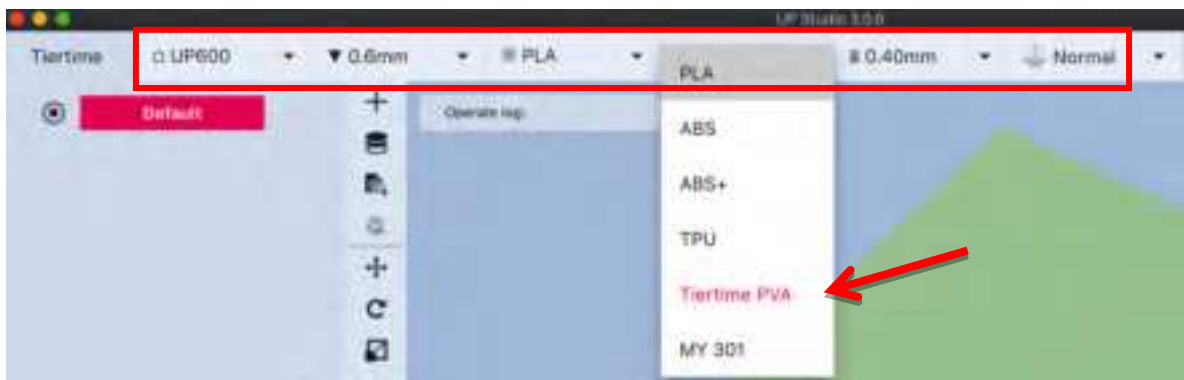 UP Studio 3.0.0
Tiertime UP600 0.6mm PLA 0.40mm Normal
Default
Operate log:
PLA
ABS
ABS+
TPU
Tiertime PVA
MY 301